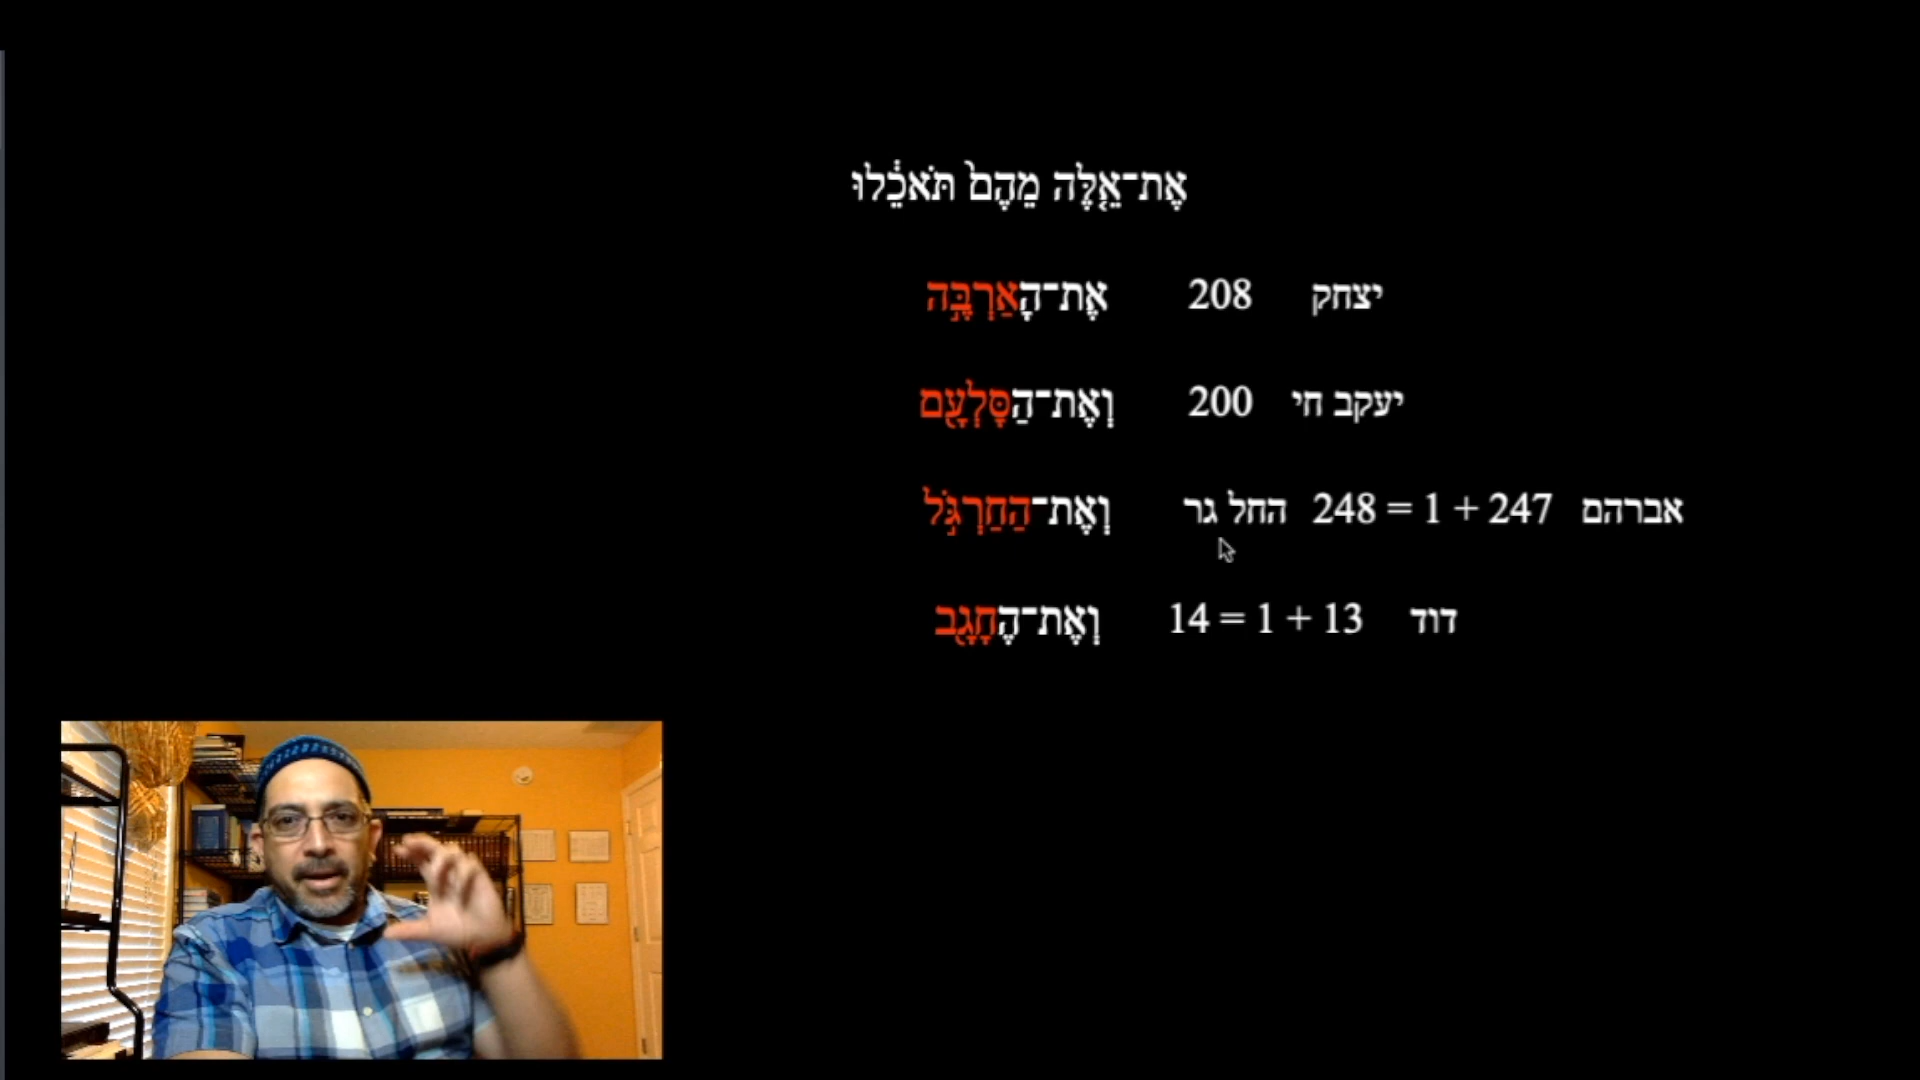 אֶת־אֵ֤לֶּה מֵהֶם֙ תֹּאכֵ֔לוּ
אֶת־הָאַרְבֶּ֣ה 208 יצחק
וְאֶת־הַסָּלְעָ֖ם 200 יעקב חי
וְאֶת־הַחַרְגֹּ֣ל החל גר 248 = 1 + 247 אברהם
וְאֶת־הֶחָגָ֖ב 14 = 1 + 13 דוד